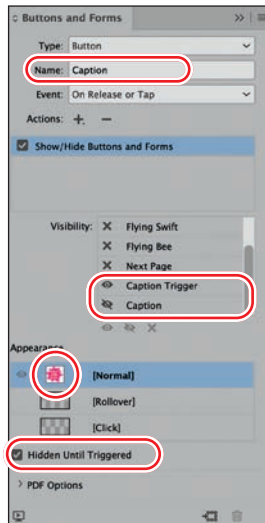 Buttons and Forms
Type: Button
Name: Caption
Event: On Release or Tap
Actions:
Show/Hide Buttons and Forms
Visibility: Flying Swift
Flying Bee
Next Page
Caption Trigger
Caption
Appearance
[Normal]
[Rollover]
[Click]
Hidden Until Triggered
PDF Options